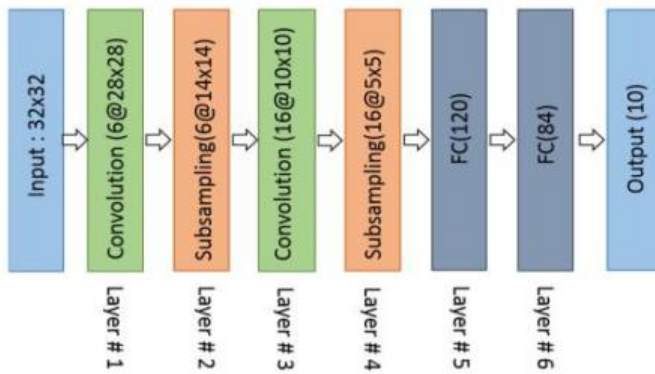 Input : 32x32
Convolution (6@28x28)
Subsampling(6@14x14)
Convolution (16@10x10)
Subsampling(16@5x5)
FC(120)
FC(84)
Output (10)
Layer # 1
Layer # 2
Layer # 3
Layer # 4
Layer # 5
Layer # 6